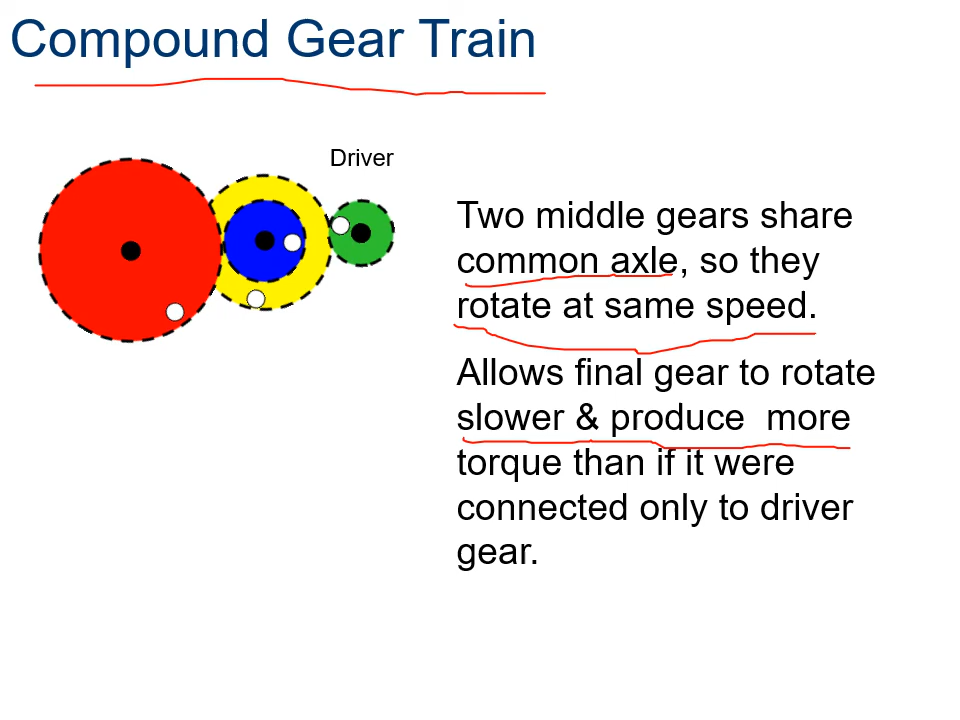 Compound Gear Train
Driver
Two middle gears share
common axle, so they
rotate at same speed.
Allows final gear to rotate
slower & produce  more
torque than if it were
connected only to driver
gear.